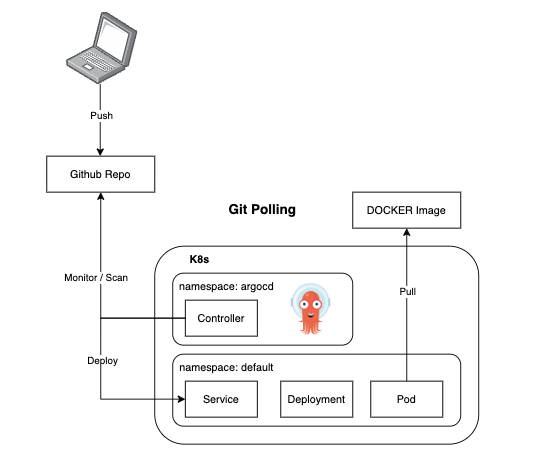 Push
Github Repo
Git Polling
DOCKER Image
K8s
Monitor / Scan
namespace: argocd
Pull
Controller
Deploy
namespace: default
Service
Deployment
Pod